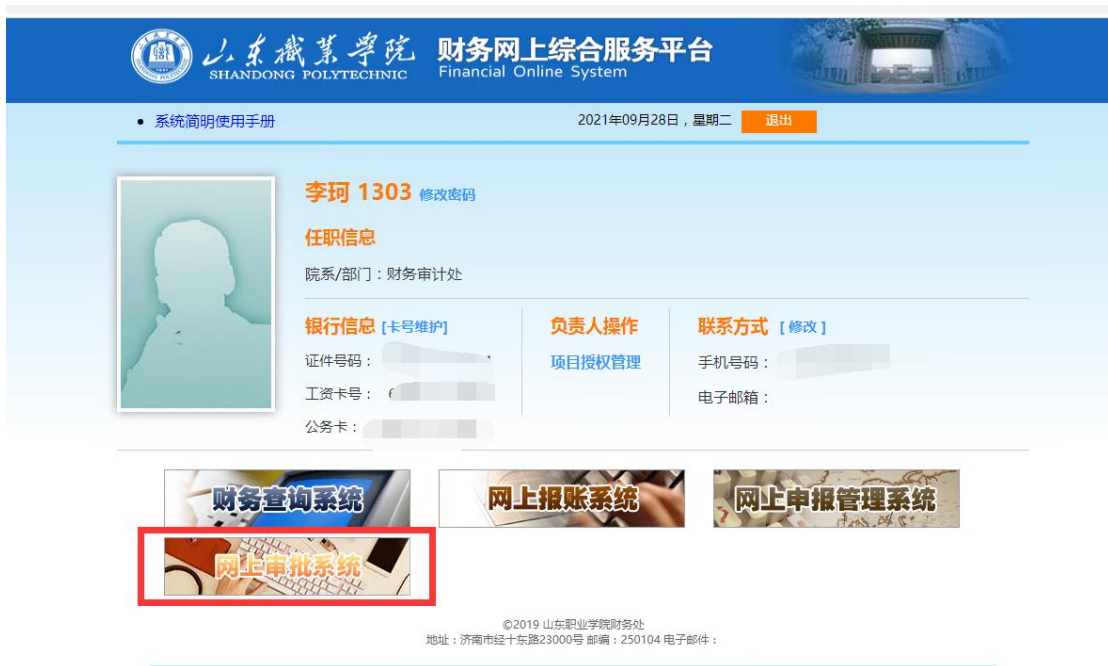 山东职业学院 财务网上综合服务平台
SHANDONG POLYTECHNIC Financial Online System
• 系统简明使用手册 2021年09月28日，星期二 退出
李珂 1303 修改密码
任职信息
院系/部门：财务审计处
银行信息 [卡号维护] 负责人操作 联系方式 [ 修改 ]
证件号码： 项目授权管理 手机号码：
工资卡号： 电子邮箱：
公务卡：
财务查询系统 网上报账系统 网上申报管理系统
网上审批系统
©2019 山东职业学院财务处
地址：济南市经十东路23000号 邮编：250104 电子邮件：